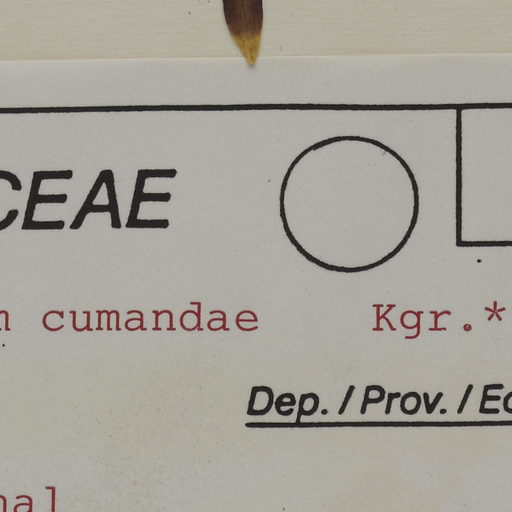 CEAE
m cumandae Kgr.*
Dep. / Prov. / Ec
nal